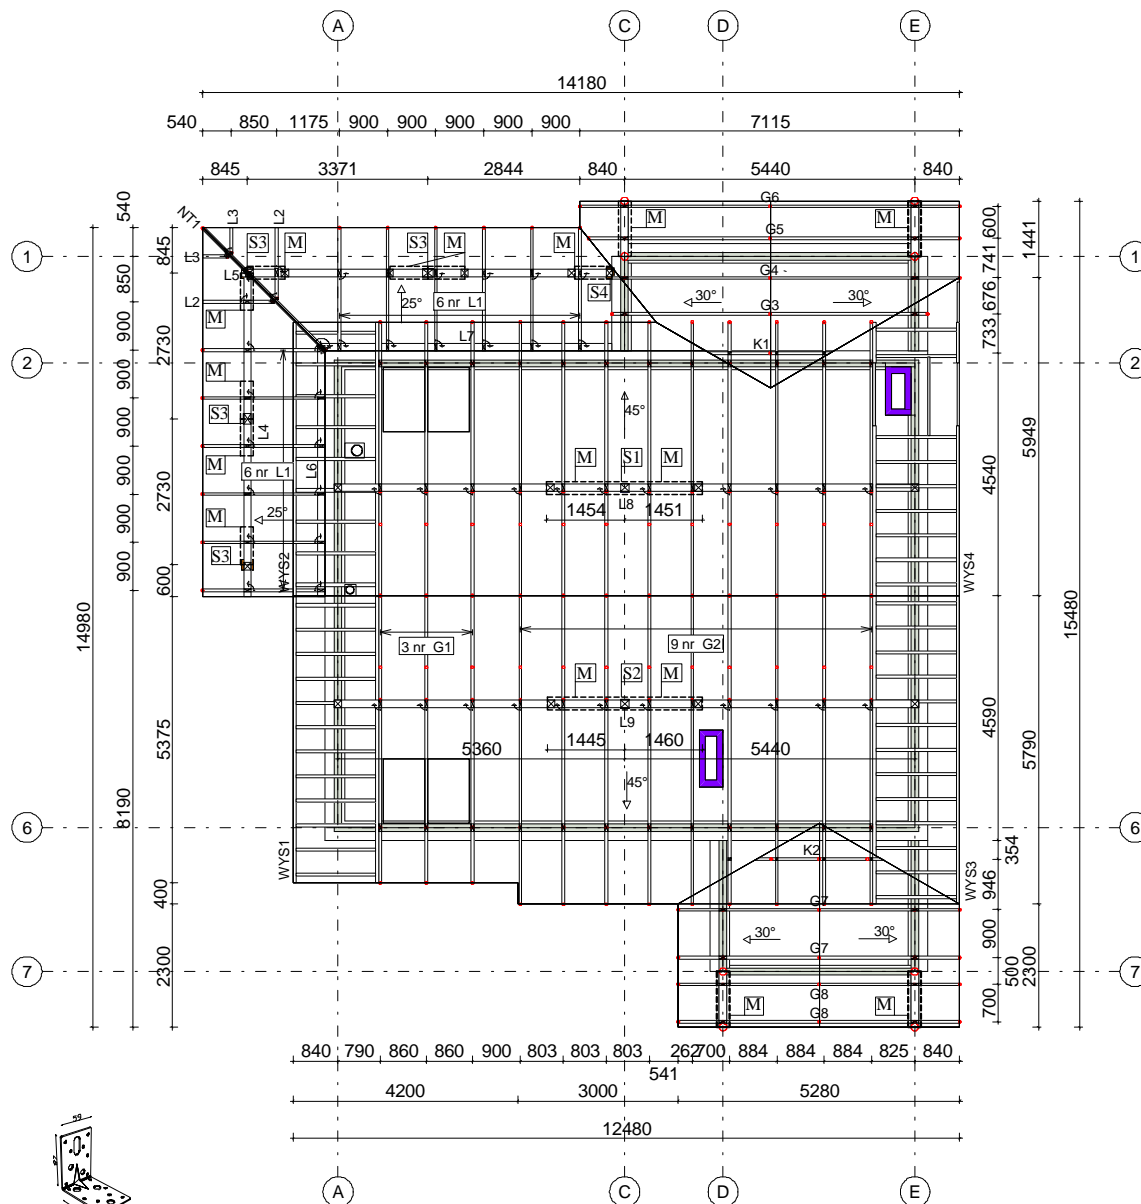 A C D E
14180
540 850 1175 900 900 900 900 900 7115
845 3371 2844 840 5440 840
NT1 L3 L2 G6
S3 M S3 M M M M
G5
1 L3 L5 1
G4
L2 S4
25° 6 nr L1 30° 30°
G3
M L7 K1
2 2
540 845
850 900 900 900 900 900 900
2730 2730 600
14980
8190 5375 400 2300
M
S3 L4 45°
M 6 nr L1 L6 M S1 M
L8
M 25° 1454 1451
S3 WYS2 WYS4
3 nr G1 9 nr G2
M S2 M
L9
5360 1445 1460 5440
45°
6 6
WYS1 K2 WYS3
G7
30° 30°
7 G7 7
G8
M M
G8
600 741 676 733
1441 5949 4540
4590 5790 15480
354 946 900 500 700 2300
840 790 860 860 900 803 803 803 262 700 884 884 884 825 840
541
4200 3000 5280
12480
A C D E